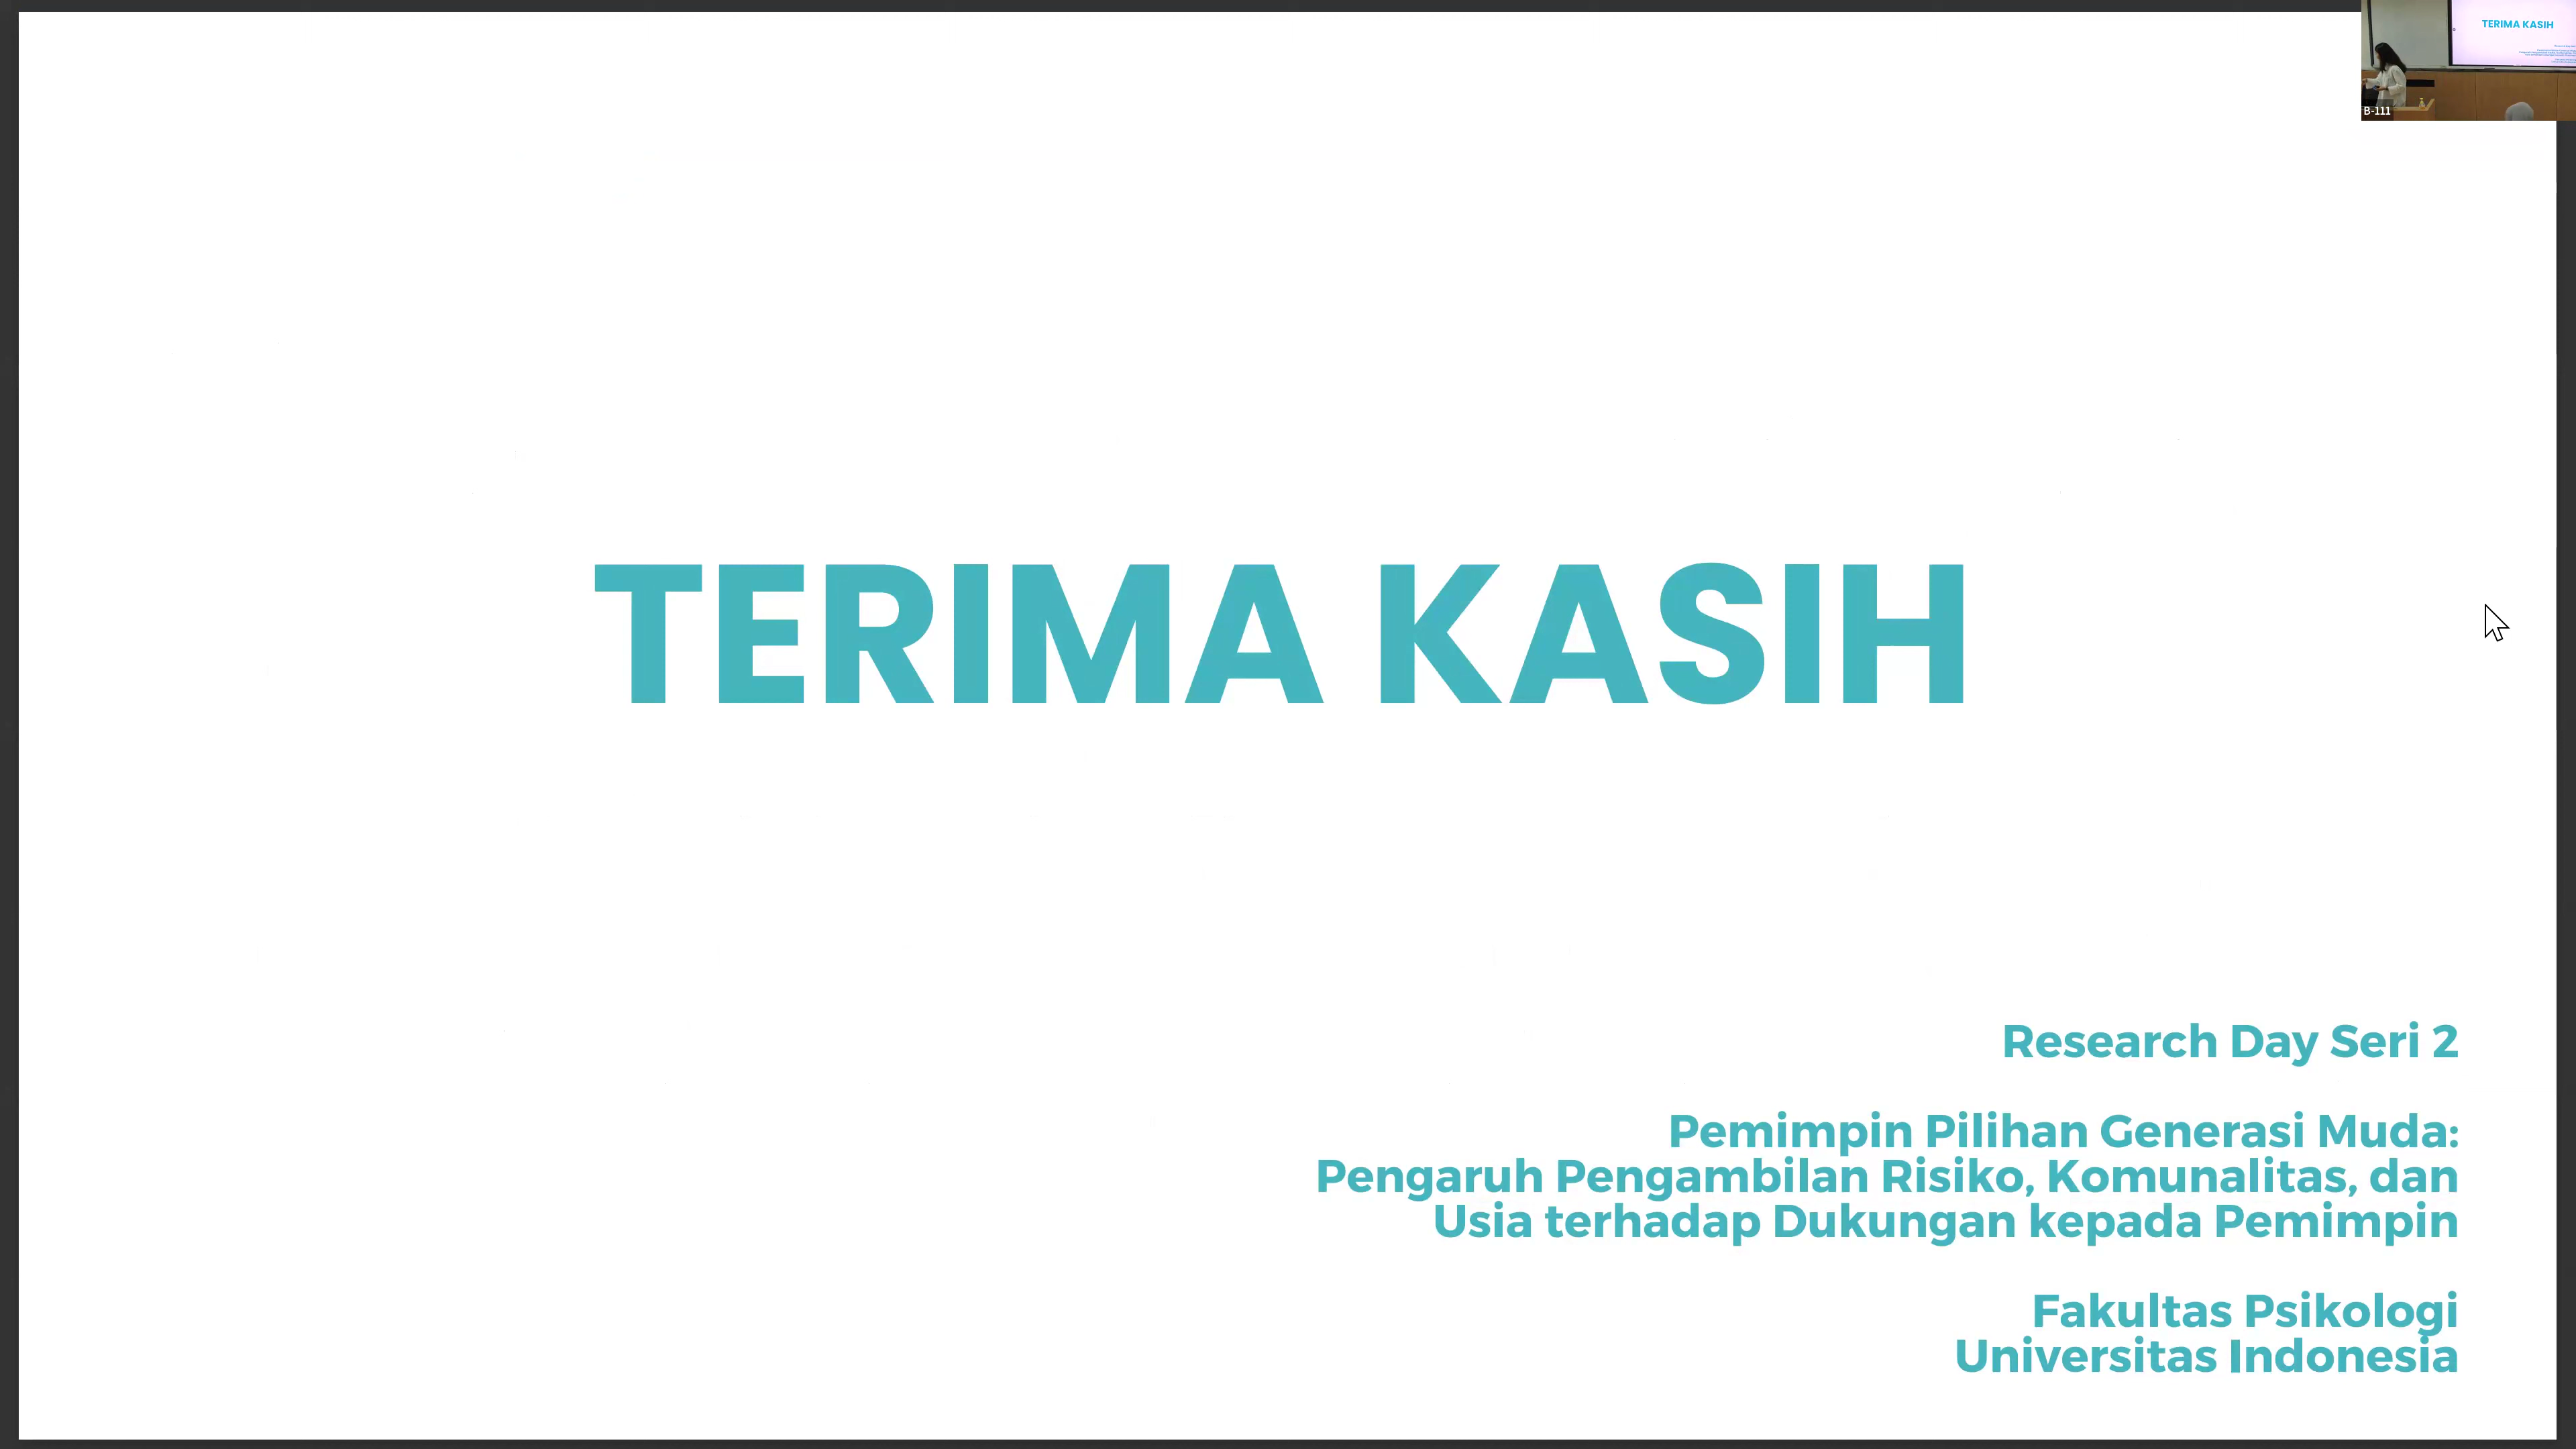 TERIMA KASIH
B-111
TERIMA KASIH
Research Day Seri 2
Pemimpin Pilihan Generasi Muda:
Pengaruh Pengambilan Risiko, Komunalitas, dan
Usia terhadap Dukungan kepada Pemimpin
Fakultas Psikologi
Universitas Indonesia